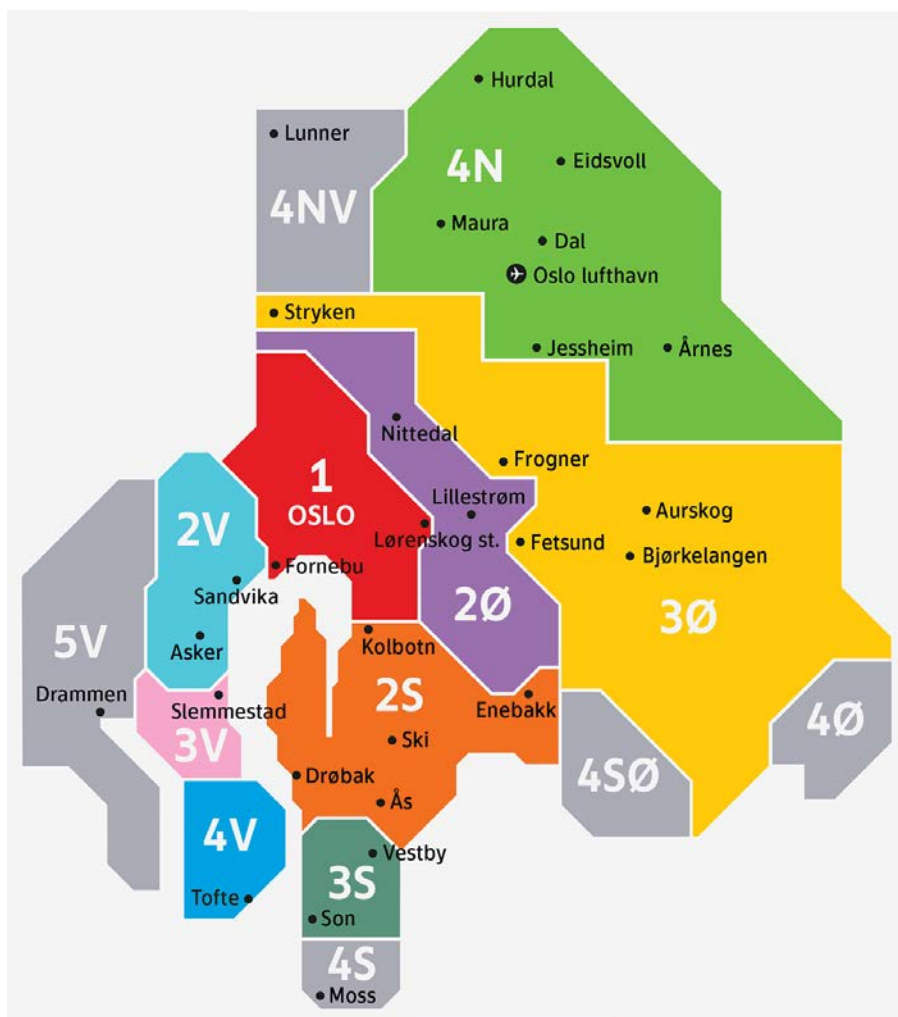 Hurdal
Lunner
4N
Eidsvoll
4NV
Maura
Dal
Oslo lufthavn
Stryken
Jessheim
Årnes
Nittedal
Frogner
1
OSLO
Lillestrøm
Aurskog
2V
Lørenskog st.
Fetsund
Bjørkelangen
Fornebu
Sandvika
2Ø
3Ø
5V
Asker
Kolbotn
Drammen
Slemmestad
2S
Enebakk
3V
Ski
4Ø
Drøbak
4SØ
Ås
4V
Vestby
3S
Tofte
Son
4S
Moss